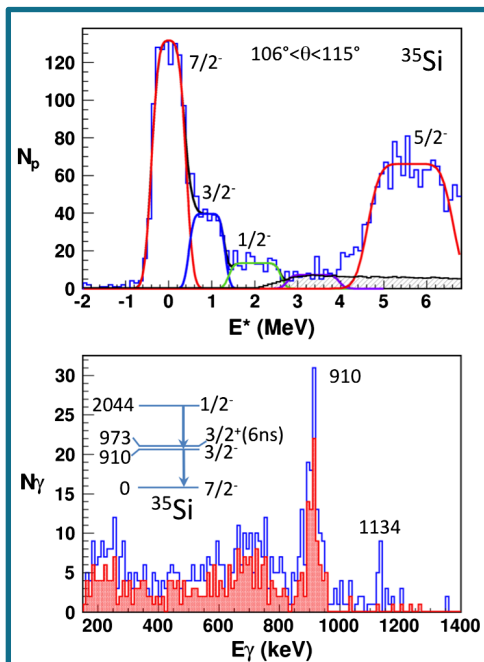 106°<θ<115°
³⁵Si
7/2⁻
5/2⁻
3/2⁻
1/2⁻
Nₚ
120
100
80
60
40
20
0
-2 -1 0 1 2 3 4 5 6
E* (MeV)
30
25
20
15
10
5
0
Nγ
910
1134
2044 1/2⁻
973 3/2⁺(6ns)
910 3/2⁻
0 7/2⁻
³⁵Si
200 400 600 800 1000 1200 1400
Eγ (keV)